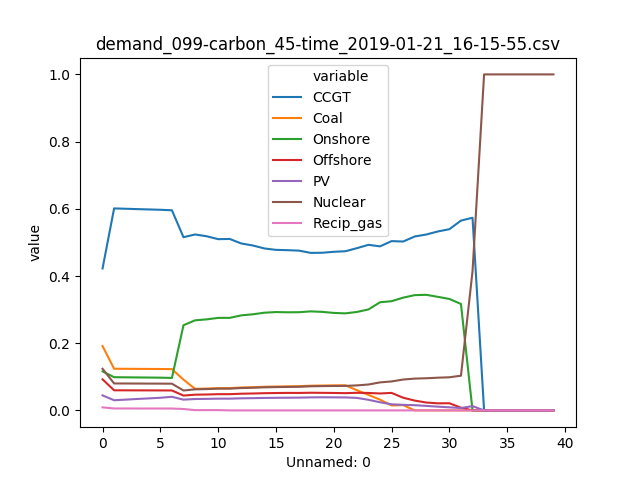 demand_099-carbon_45-time_2019-01-21_16-15-55.csv
value
1.0
0.8
0.6
0.4
0.2
0.0
variable
CCGT
Coal
Onshore
Offshore
PV
Nuclear
Recip_gas
0 5 10 15 20 25 30 35 40
Unnamed: 0